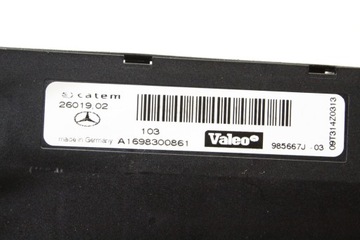 catem
26019.02
103
made in Germany A1698300861
Valeo
985667J - 03
09T314Z0313